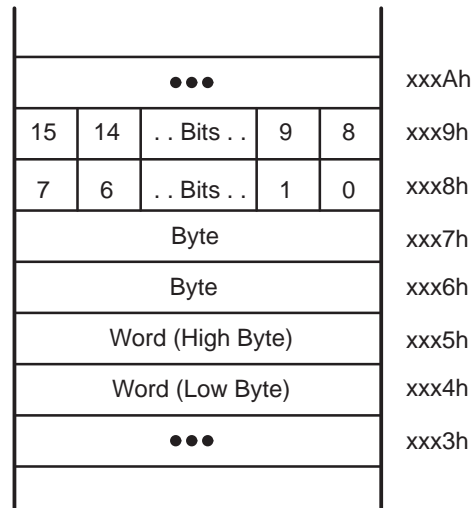 ●●● xxxAh
15 14 . . Bits . . 9 8 xxx9h
7 6 . . Bits . . 1 0 xxx8h
Byte xxx7h
Byte xxx6h
Word (High Byte) xxx5h
Word (Low Byte) xxx4h
●●● xxx3h